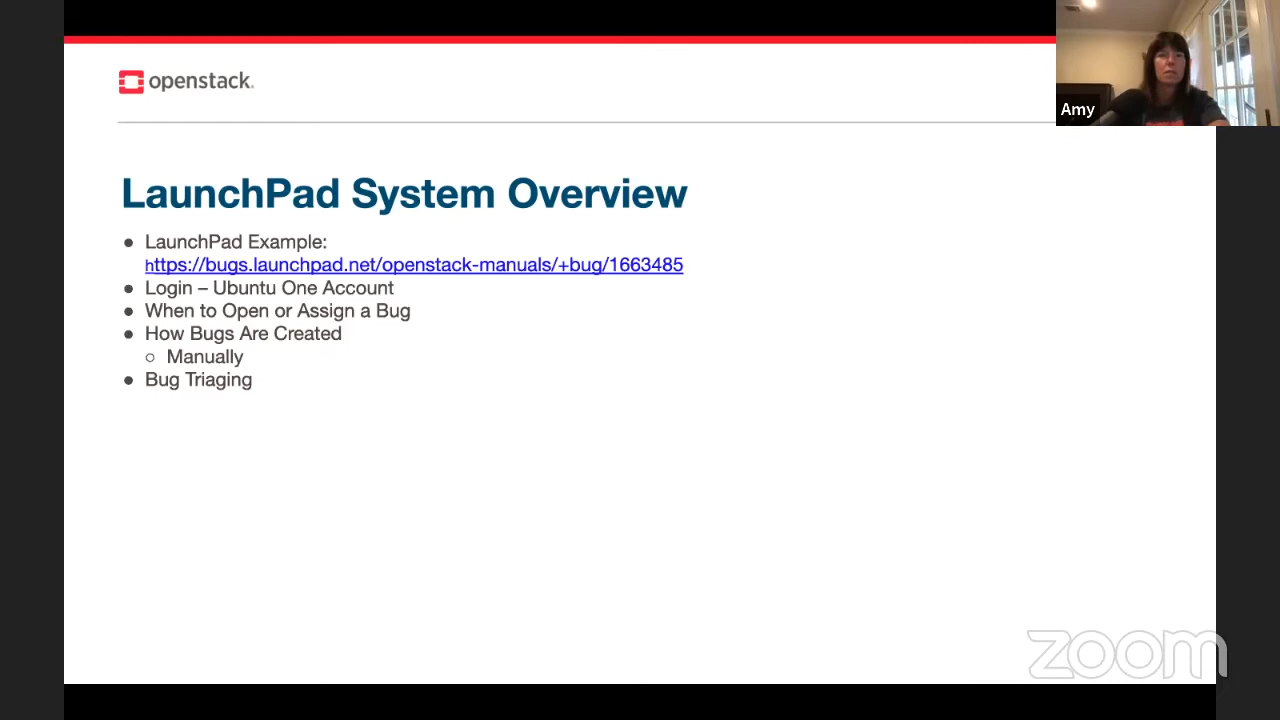 openstack.
Amy
LaunchPad System Overview
● LaunchPad Example:
https://bugs.launchpad.net/openstack-manuals/+bug/1663485
● Login – Ubuntu One Account
● When to Open or Assign a Bug
● How Bugs Are Created
○ Manually
● Bug Triaging
zoom